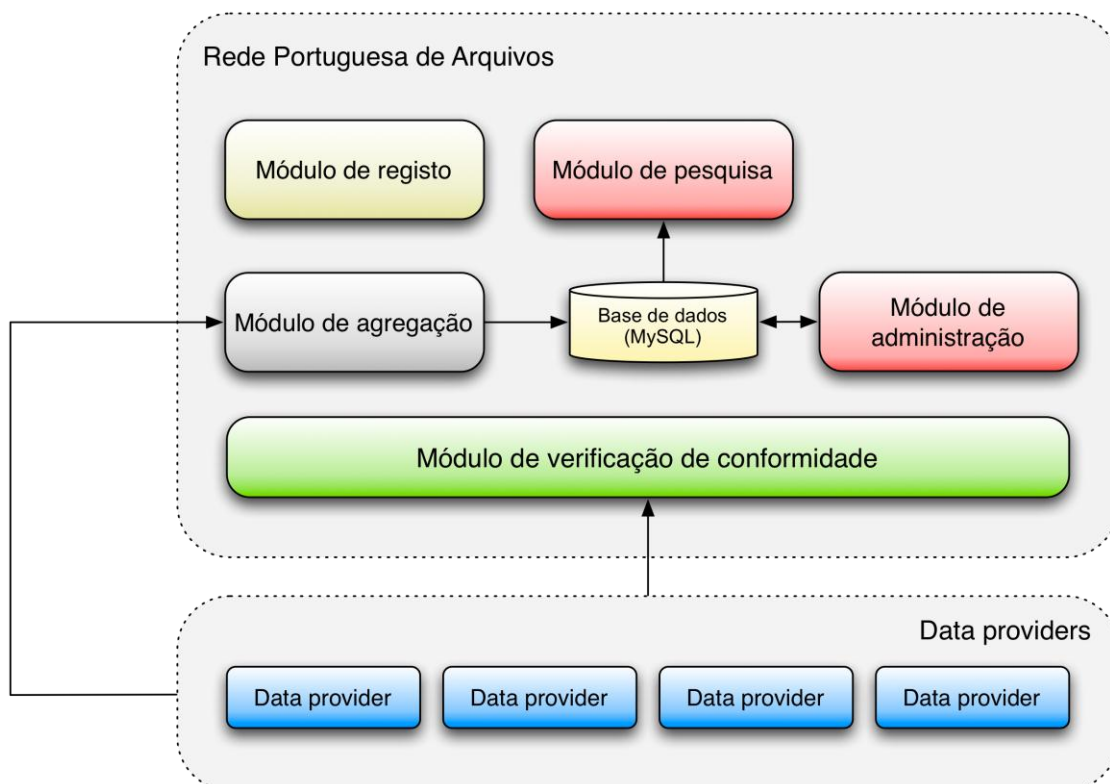 Rede Portuguesa de Arquivos
Módulo de registo
Módulo de pesquisa
Módulo de agregação
Base de dados
(MySQL)
Módulo de
administração
Módulo de verificação de conformidade
Data providers
Data provider
Data provider
Data provider
Data provider